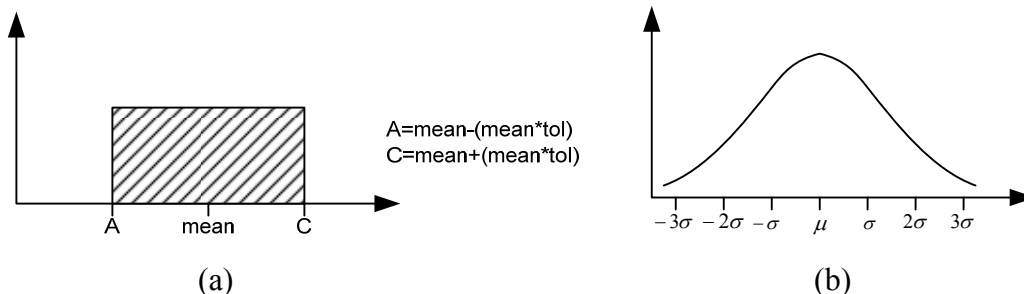 A=mean-(mean*tol)
C=mean+(mean*tol)
A mean C
−3σ −2σ −σ μ σ 2σ 3σ
(a) (b)